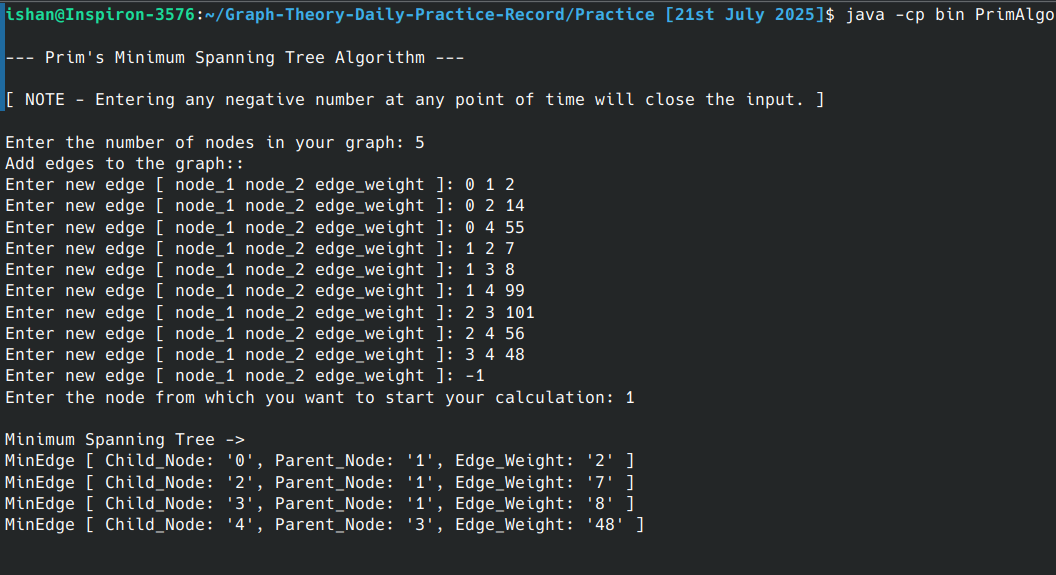 ishan@Inspiron-3576:~/Graph-Theory-Daily-Practice-Record/Practice [21st July 2025]$ java -cp bin PrimAlgo
--- Prim's Minimum Spanning Tree Algorithm ---
[ NOTE - Entering any negative number at any point of time will close the input. ]
Enter the number of nodes in your graph: 5
Add edges to the graph::
Enter new edge [ node_1 node_2 edge_weight ]: 0 1 2
Enter new edge [ node_1 node_2 edge_weight ]: 0 2 14
Enter new edge [ node_1 node_2 edge_weight ]: 0 4 55
Enter new edge [ node_1 node_2 edge_weight ]: 1 2 7
Enter new edge [ node_1 node_2 edge_weight ]: 1 3 8
Enter new edge [ node_1 node_2 edge_weight ]: 1 4 99
Enter new edge [ node_1 node_2 edge_weight ]: 2 3 101
Enter new edge [ node_1 node_2 edge_weight ]: 2 4 56
Enter new edge [ node_1 node_2 edge_weight ]: 3 4 48
Enter new edge [ node_1 node_2 edge_weight ]: -1
Enter the node from which you want to start your calculation: 1
Minimum Spanning Tree ->
MinEdge [ Child_Node: '0', Parent_Node: '1', Edge_Weight: '2' ]
MinEdge [ Child_Node: '2', Parent_Node: '1', Edge_Weight: '7' ]
MinEdge [ Child_Node: '3', Parent_Node: '1', Edge_Weight: '8' ]
MinEdge [ Child_Node: '4', Parent_Node: '3', Edge_Weight: '48' ]